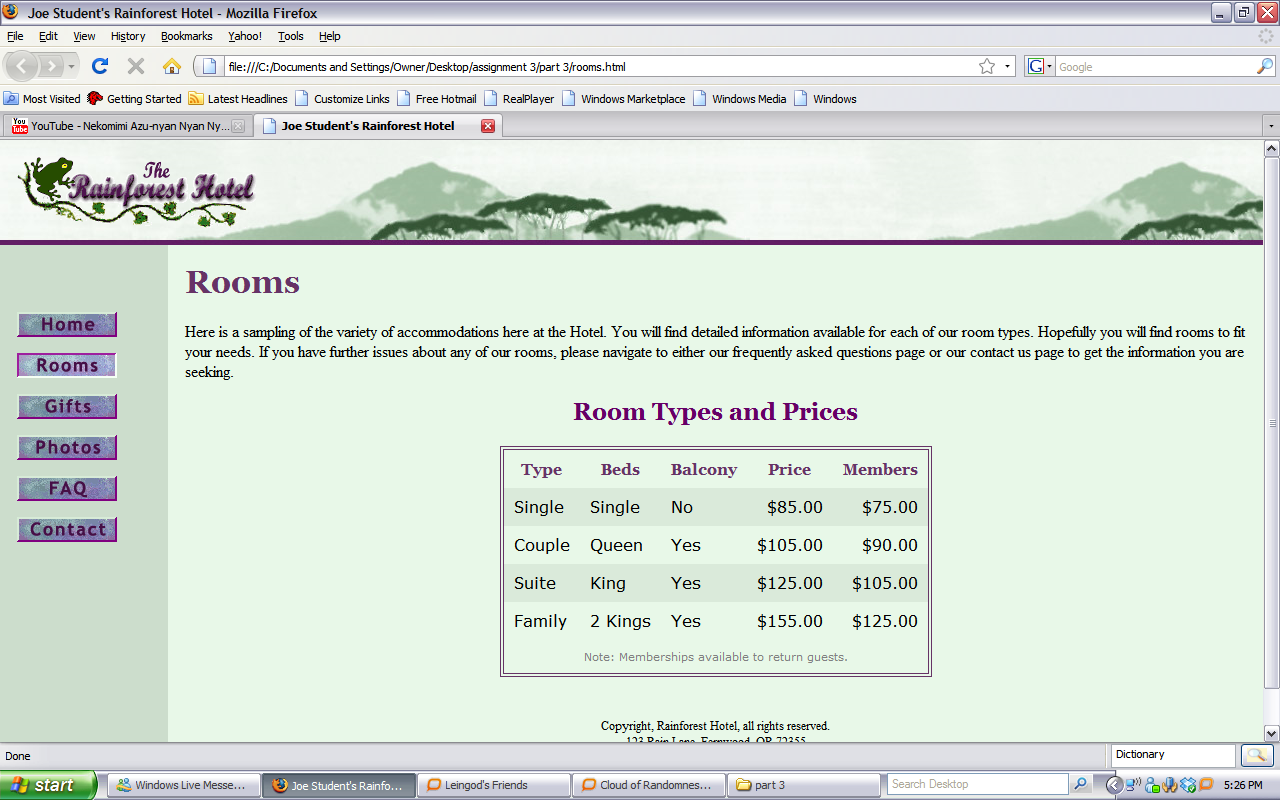 Joe Student's Rainforest Hotel - Mozilla Firefox
File Edit View History Bookmarks Yahoo! Tools Help
file:///C:/Documents and Settings/Owner/Desktop/assignment 3/part 3/rooms.html
G Google
Most Visited Getting Started Latest Headlines Customize Links Free Hotmail RealPlayer Windows Marketplace Windows Media Windows
You Tube YouTube - Nekomimi Azu-nyan Nyan Ny... Joe Student's Rainforest Hotel
The
Rainforest Hotel
Home
Rooms
Gifts
Photos
FAQ
Contact
Rooms
Here is a sampling of the variety of accommodations here at the Hotel. You will find detailed information available for each of our room types. Hopefully you will find rooms to fit
your needs. If you have further issues about any of our rooms, please navigate to either our frequently asked questions page or our contact us page to get the information you are
seeking.
Room Types and Prices
Type Beds Balcony Price Members
Single Single No $85.00 $75.00
Couple Queen Yes $105.00 $90.00
Suite King Yes $125.00 $105.00
Family 2 Kings Yes $155.00 $125.00
Note: Memberships available to return guests.
Copyright, Rainforest Hotel, all rights reserved.
123 Rain Lane, Fernwood, OR 72355
Done
Dictionary
start Windows Live Messe... Joe Student's Rainfo... Leingod's Friends Cloud of Randomnes... part 3 Search Desktop 5:26 PM